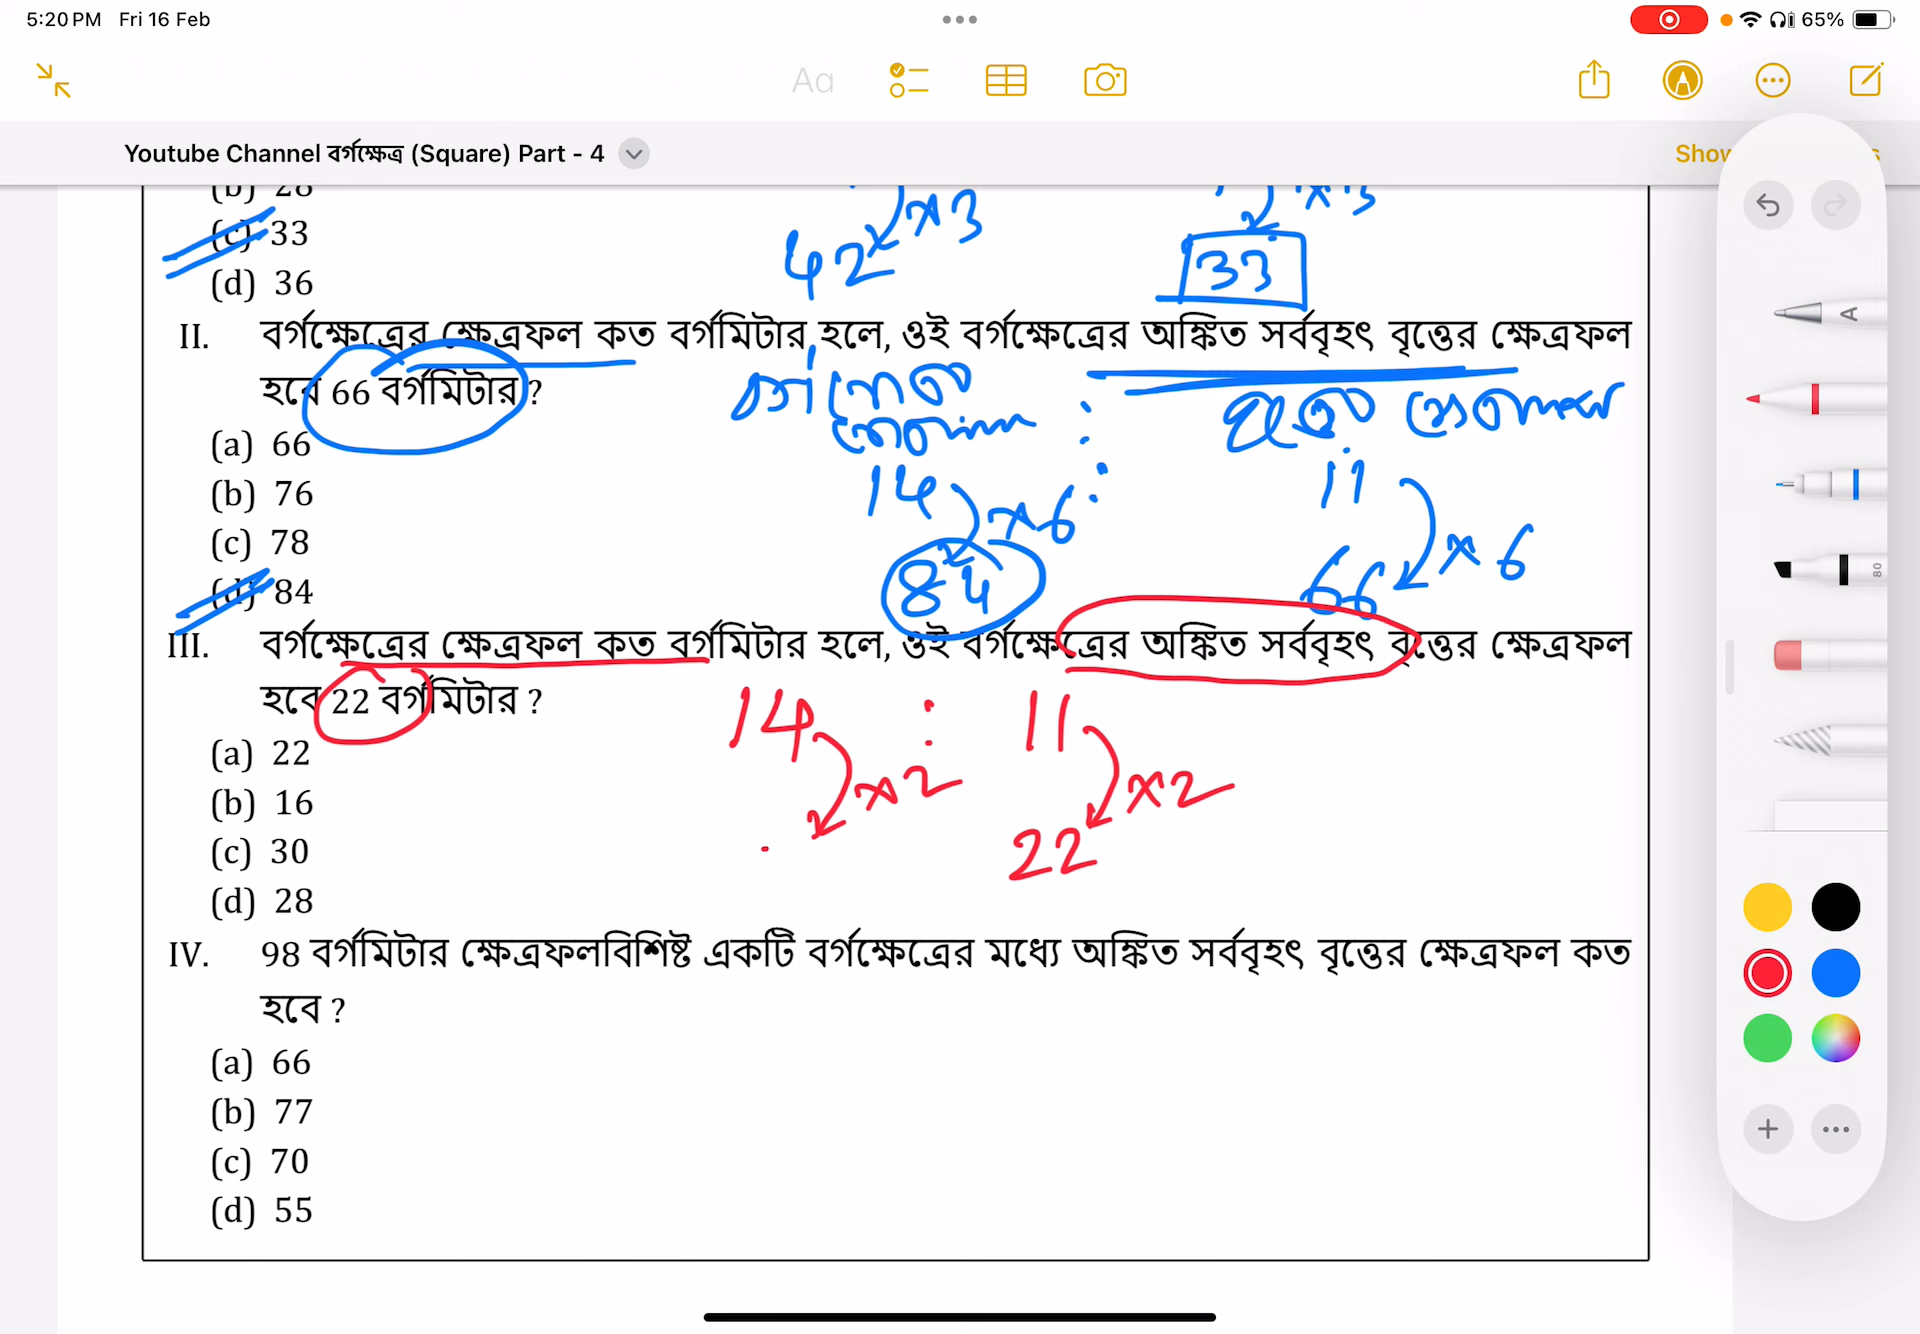 5:20 PM Fri 16 Feb
65%
Aa
Youtube Channel বর্গক্ষেত্র (Square) Part - 4
(b) 28
(c) 33
(d) 36
42 ×3
×3
33
II. বর্গক্ষেত্রের ক্ষেত্রফল কত বর্গমিটার হলে, ওই বর্গক্ষেত্রের অঙ্কিত সর্ববৃহৎ বৃত্তের ক্ষেত্রফল
হবে 66 বর্গমিটার ?
(a) 66
(b) 76
(c) 78
(d) 84
:
14 : 11
×6 ×6
84 66
III. বর্গক্ষেত্রের ক্ষেত্রফল কত বর্গমিটার হলে, ওই বর্গক্ষেত্রের অঙ্কিত সর্ববৃহৎ বৃত্তের ক্ষেত্রফল
হবে 22 বর্গমিটার ?
(a) 22
(b) 16
(c) 30
(d) 28
14 : 11
×2 ×2
22
IV. 98 বর্গমিটার ক্ষেত্রফলবিশিষ্ট একটি বর্গক্ষেত্রের মধ্যে অঙ্কিত সর্ববৃহৎ বৃত্তের ক্ষেত্রফল কত
হবে ?
(a) 66
(b) 77
(c) 70
(d) 55
A
80